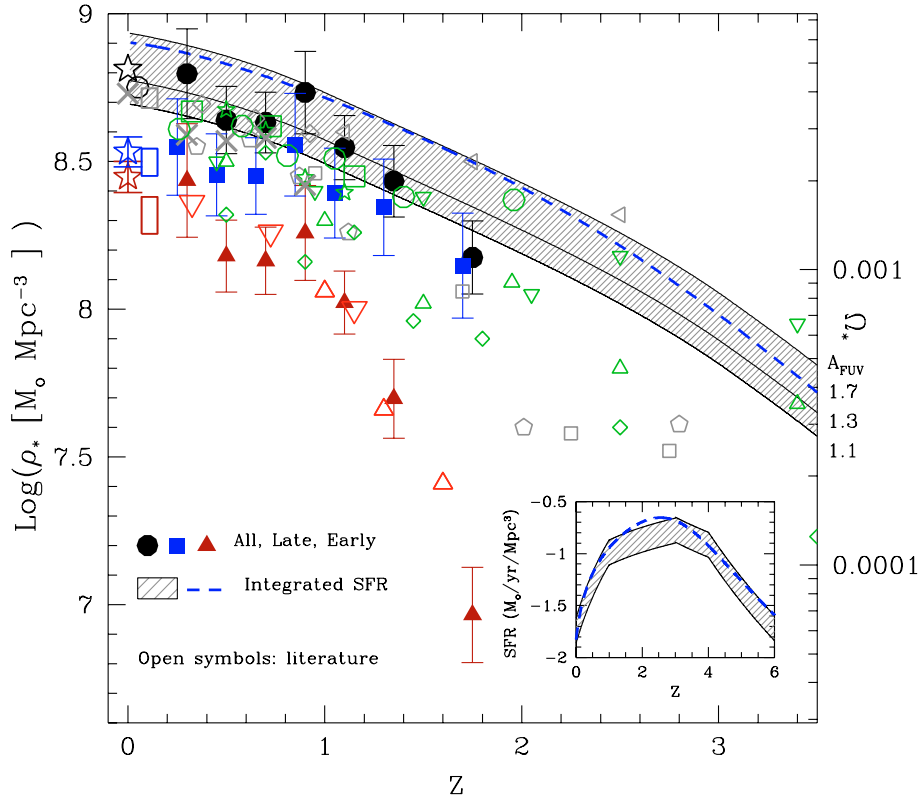 9
8.5
8
7.5
7
Log(ρ* [M⊙ Mpc⁻³ ] )
0
1
2
3
Z
0.001
0.0001
Ω*
A_FUV
1.7
1.3
1.1
All, Late, Early
Integrated SFR
Open symbols: literature
SFR (M⊙/yr/Mpc³)
-0.5
-1
-1.5
-2
0
2
4
6
Z